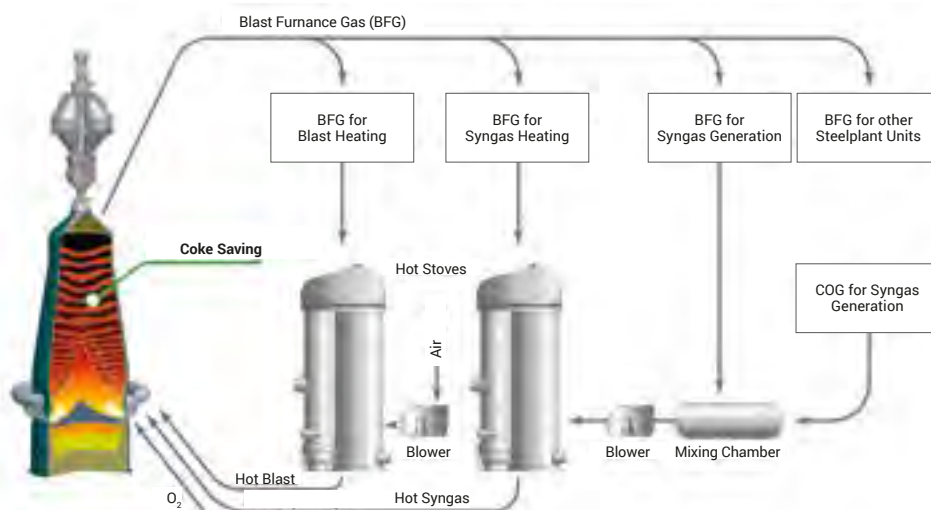 Blast Furnance Gas (BFG)
BFG for
Blast Heating
BFG for
Syngas Heating
BFG for
Syngas Generation
BFG for other
Steelplant Units
Coke Saving
Hot Stoves
COG for Syngas
Generation
Air
Blower
Blower
Mixing Chamber
Hot Blast
O₂
Hot Syngas